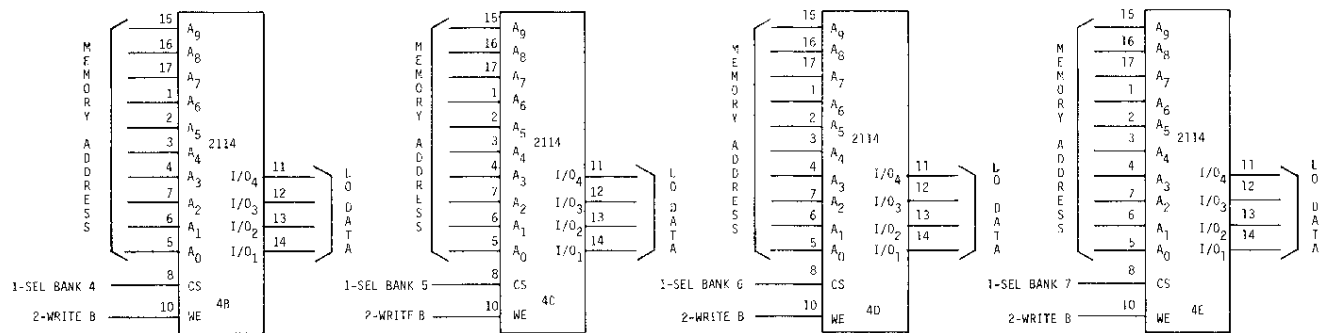 MEMORY ADDRESS
15 A9
16 A8
17 A7
1 A6
2 A5
3 A4
4 A3
7 A2
6 A1
5 A0
2114
I/O4 11
I/O3 12
I/O2 13
I/O1 14
LO DATA
1-SEL BANK 4 8 CS
2-WRITE B 10 WE
4B
MEMORY ADDRESS
15 A9
16 A8
17 A7
1 A6
2 A5
3 A4
4 A3
7 A2
6 A1
5 A0
2114
I/O4 11
I/O3 12
I/O2 13
I/O1 14
LO DATA
1-SEL BANK 5 8 CS
2-WRITE B 10 WE
4C
MEMORY ADDRESS
15 A9
16 A8
17 A7
1 A6
2 A5
3 A4
4 A3
7 A2
6 A1
5 A0
2114
I/O4 11
I/O3 12
I/O2 13
I/O1 14
LO DATA
1-SEL BANK 6 8 CS
2-WRITE B 10 WE
4D
MEMORY ADDRESS
15 A9
16 A8
17 A7
1 A6
2 A5
3 A4
4 A3
7 A2
6 A1
5 A0
2114
I/O4 11
I/O3 12
I/O2 13
I/O1 14
LO DATA
1-SEL BANK 7 8 CS
2-WRITE B 10 WE
4E